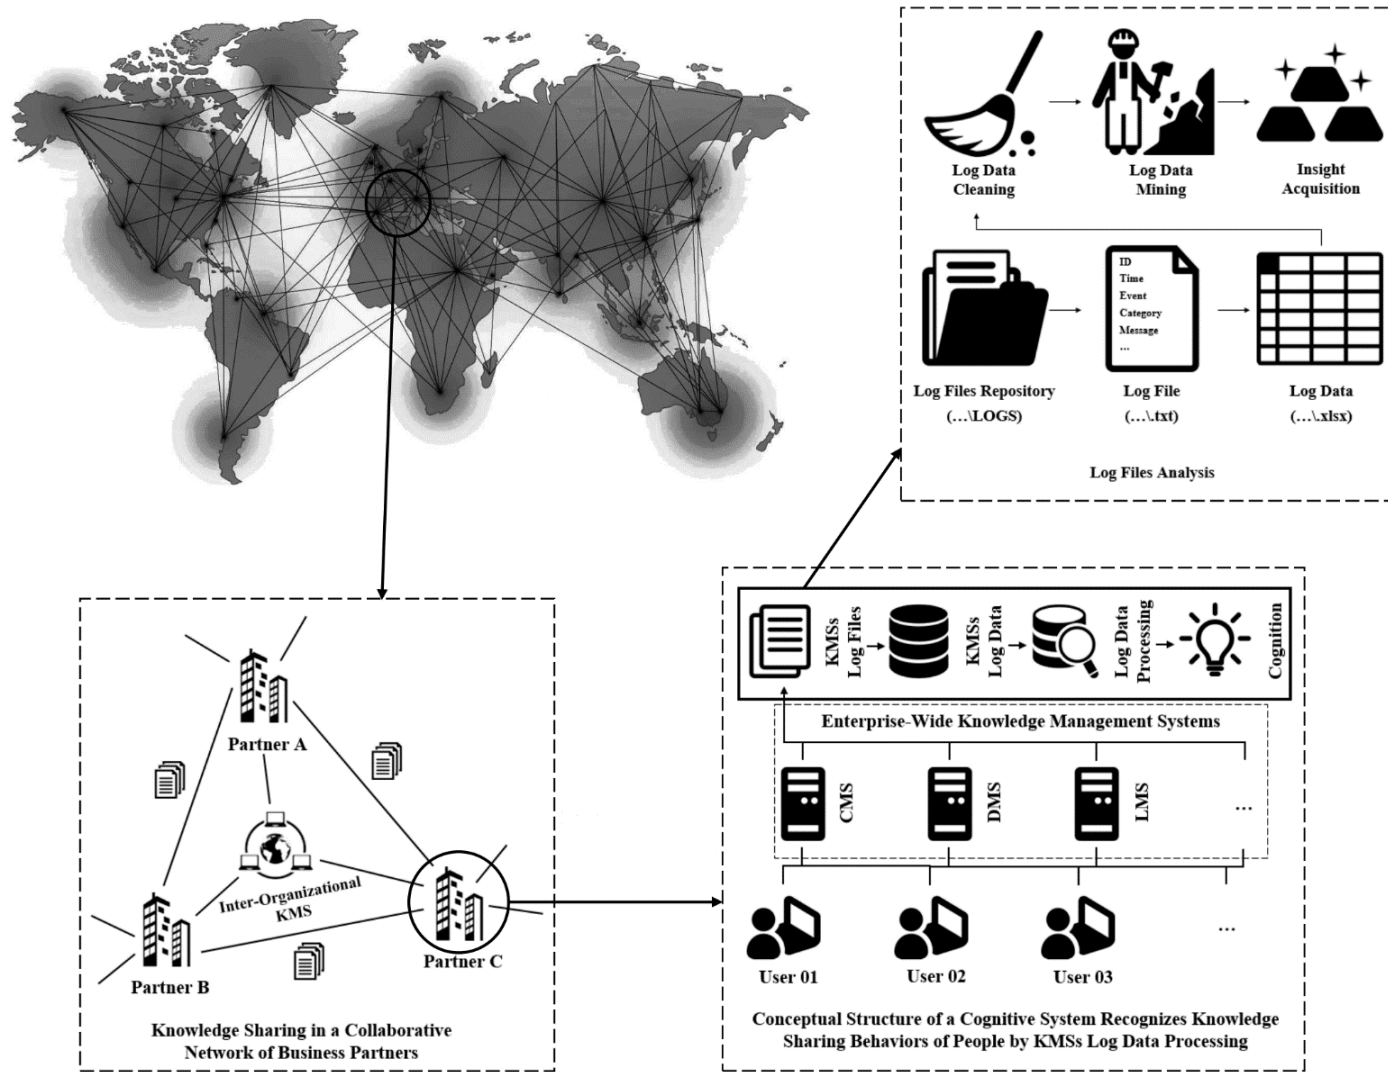 Log Data
Cleaning
Log Data
Mining
Insight
Acquisition
ID
Time
Event
Category
Message
...
Log Files Repository
(...\LOGS)
Log File
(...\.txt)
Log Data
(...\.xlsx)
Log Files Analysis
Partner A
Inter-Organizational
KMS
Partner B
Partner C
Knowledge Sharing in a Collaborative
Network of Business Partners
KMSs
Log Files
KMSs
Log Data
Log Data
Processing
Cognition
Enterprise-Wide Knowledge Management Systems
CMS
DMS
LMS
...
User 01
User 02
User 03
...
Conceptual Structure of a Cognitive System Recognizes Knowledge
Sharing Behaviors of People by KMSs Log Data Processing